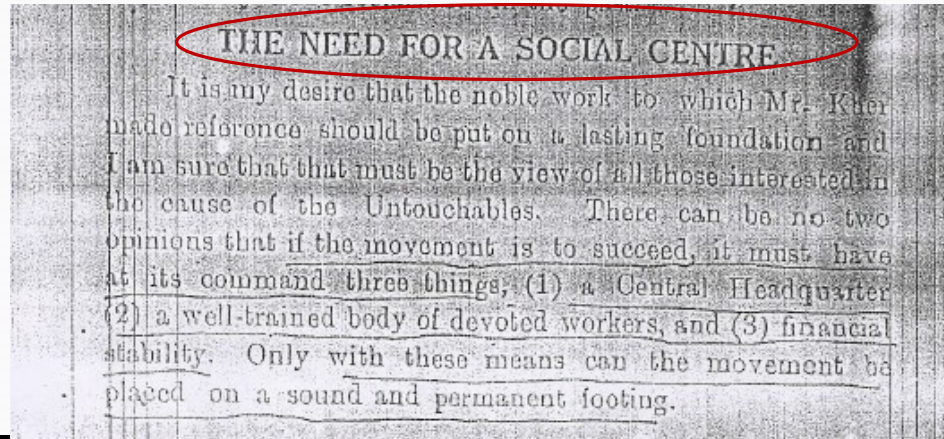 THE NEED FOR A SOCIAL CENTRE
It is my desire that the noble work to which Mr. Kher
made reference should be put on a lasting foundation and
I am sure that that must be the view of all those interested in
the cause of the Untouchables. There can be no two
opinions that if the movement is to succeed, it must have
at its command three things, (1) a Central Headquarter
(2) a well-trained body of devoted workers, and (3) financial
stability. Only with these means can the movement be
placed on a sound and permanent footing.